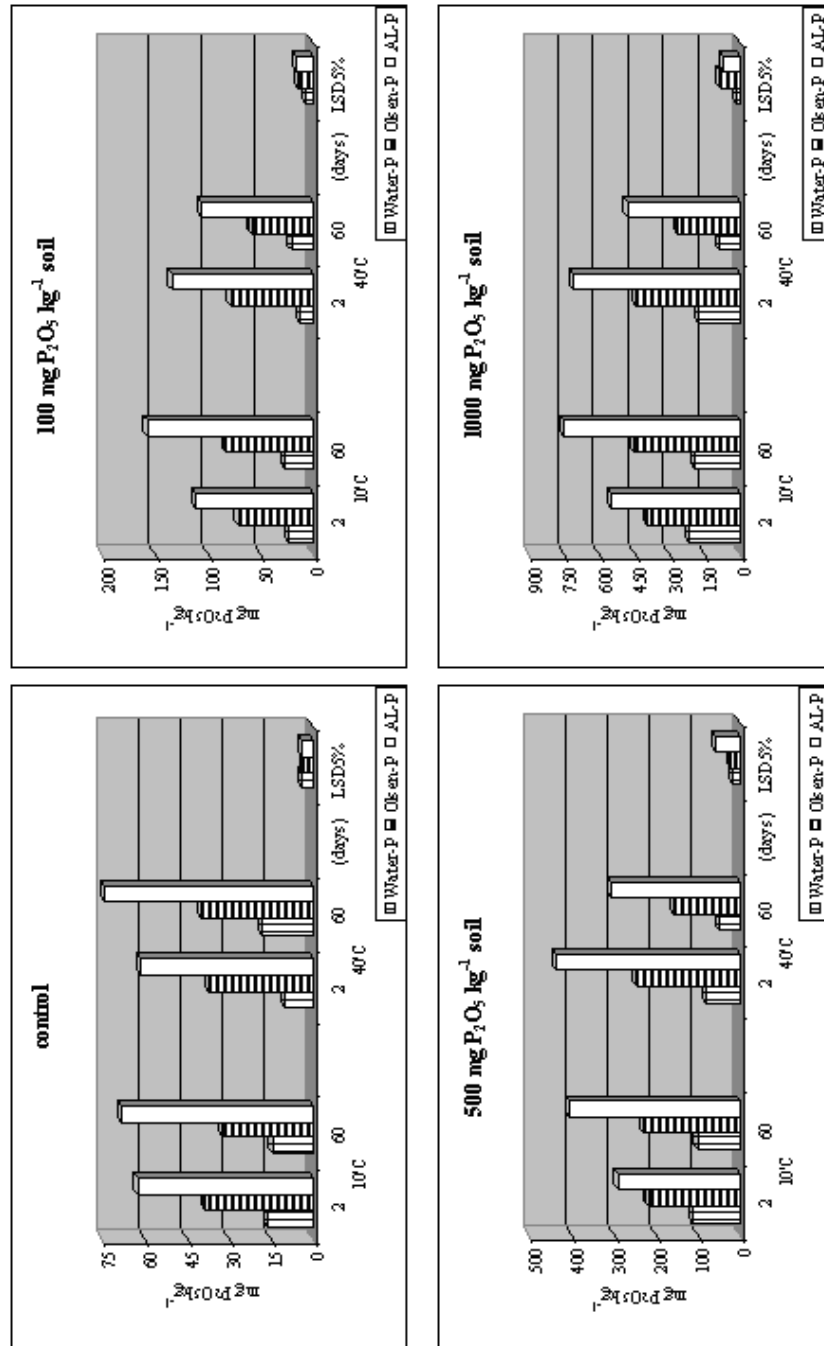 control
mg P₂O₅ kg⁻¹
75
60
45
30
15
0
2 60 2 60 (days) LSD5%
10°C 40°C
Water-P Olsen-P AL-P
100 mg P₂O₅ kg⁻¹ soil
mg P₂O₅ kg⁻¹
200
150
100
50
0
2 60 2 60 (days) LSD5%
10°C 40°C
Water-P Olsen-P AL-P
500 mg P₂O₅ kg⁻¹ soil
mg P₂O₅ kg⁻¹
500
400
300
200
100
0
2 60 2 60 (days) LSD5%
10°C 40°C
Water-P Olsen-P AL-P
1000 mg P₂O₅ kg⁻¹ soil
mg P₂O₅ kg⁻¹
900
750
600
450
300
150
0
2 60 2 60 (days) LSD5%
10°C 40°C
Water-P Olsen-P AL-P